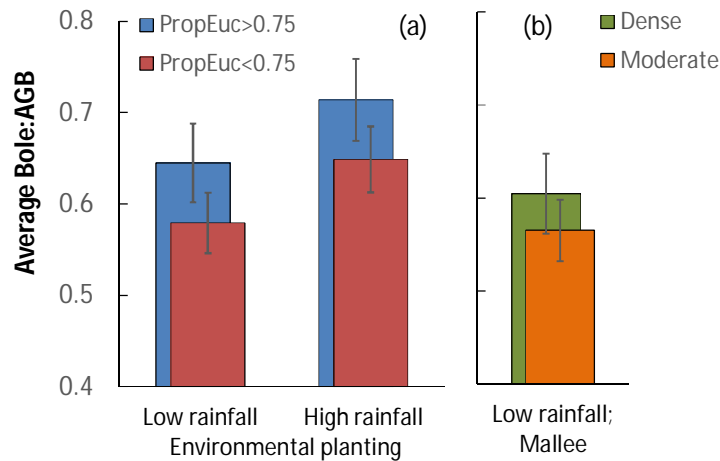 Average Bole:AGB
0.8
0.7
0.6
0.5
0.4
PropEuc>0.75
PropEuc<0.75
(a)
Low rainfall
High rainfall
Environmental planting
(b)
Dense
Moderate
Low rainfall;
Mallee